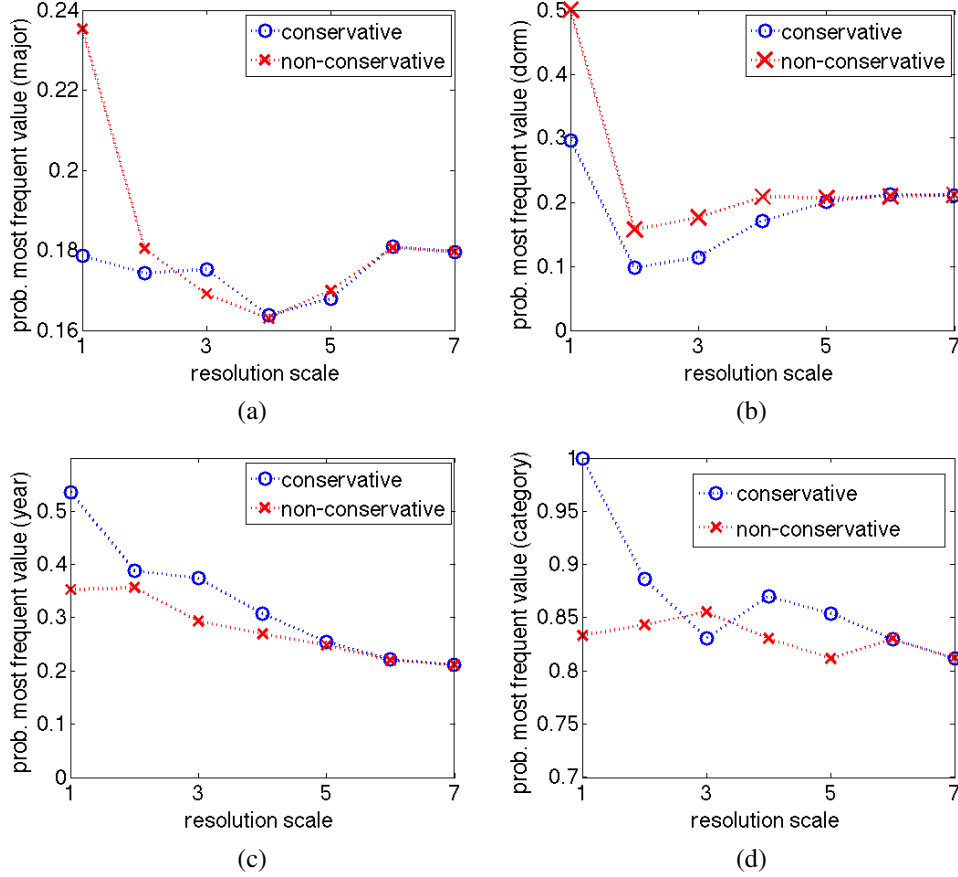 prob. most frequent value (major)
0.24
0.22
0.2
0.18
0.16
conservative
non-conservative
1
3
5
7
resolution scale
(a)
prob. most frequent value (dorm)
0.5
0.4
0.3
0.2
0.1
0
conservative
non-conservative
1
3
5
7
resolution scale
(b)
prob. most frequent value (year)
0.5
0.4
0.3
0.2
0.1
0
conservative
non-conservative
1
3
5
7
resolution scale
(c)
prob. most frequent value (category)
1
0.95
0.9
0.85
0.8
0.75
0.7
conservative
non-conservative
1
3
5
7
resolution scale
(d)